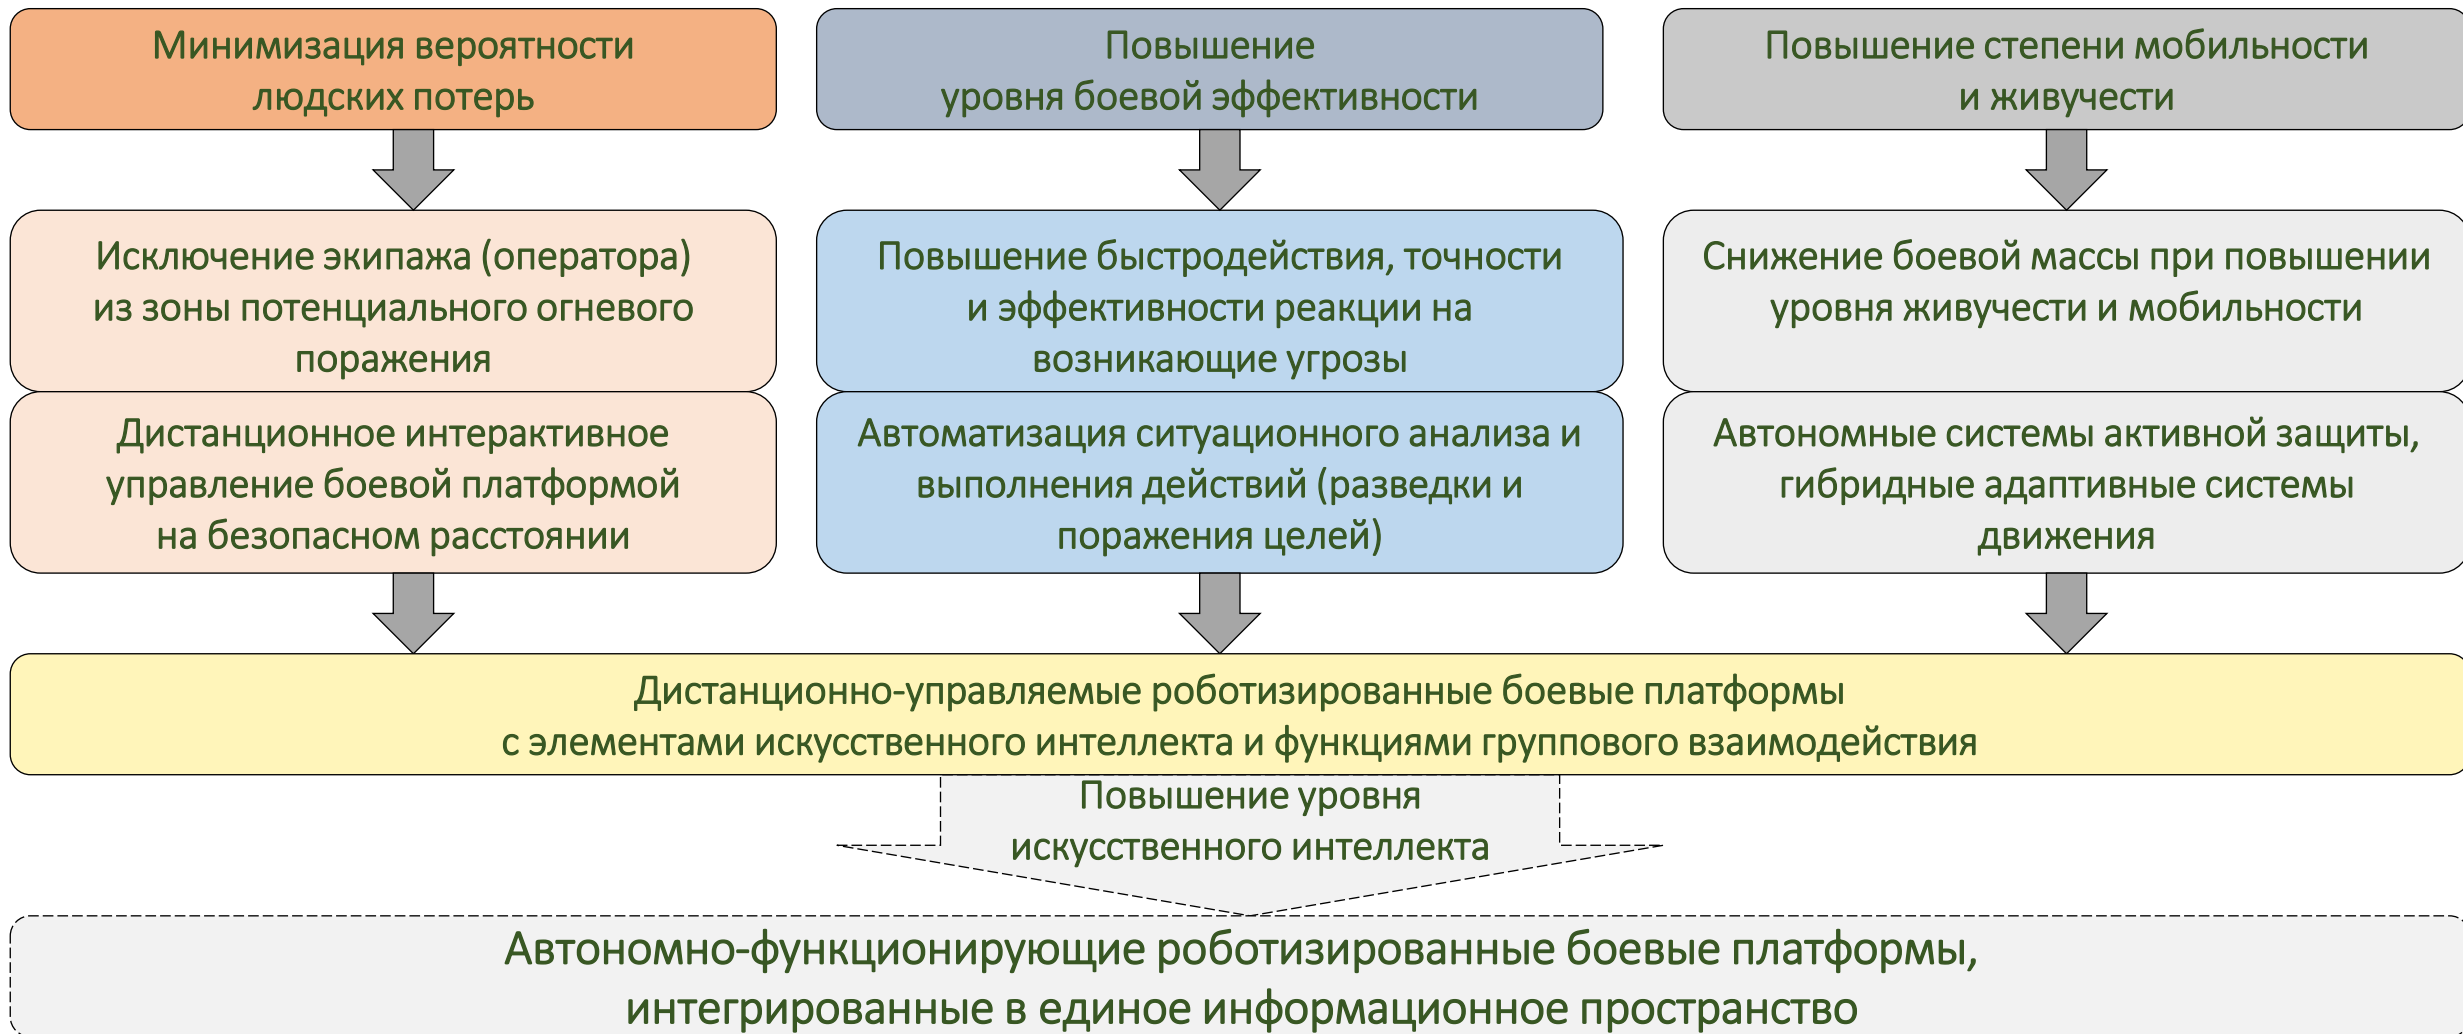 Минимизация вероятности
людских потерь
Повышение
уровня боевой эффективности
Повышение степени мобильности
и живучести
Исключение экипажа (оператора)
из зоны потенциального огневого
поражения
Повышение быстродействия, точности
и эффективности реакции на
возникающие угрозы
Снижение боевой массы при повышении
уровня живучести и мобильности
Дистанционное интерактивное
управление боевой платформой
на безопасном расстоянии
Автоматизация ситуационного анализа и
выполнения действий (разведки и
поражения целей)
Автономные системы активной защиты,
гибридные адаптивные системы
движения
Дистанционно-управляемые роботизированные боевые платформы
с элементами искусственного интеллекта и функциями группового взаимодействия
Повышение уровня
искусственного интеллекта
Автономно-функционирующие роботизированные боевые платформы,
интегрированные в единое информационное пространство